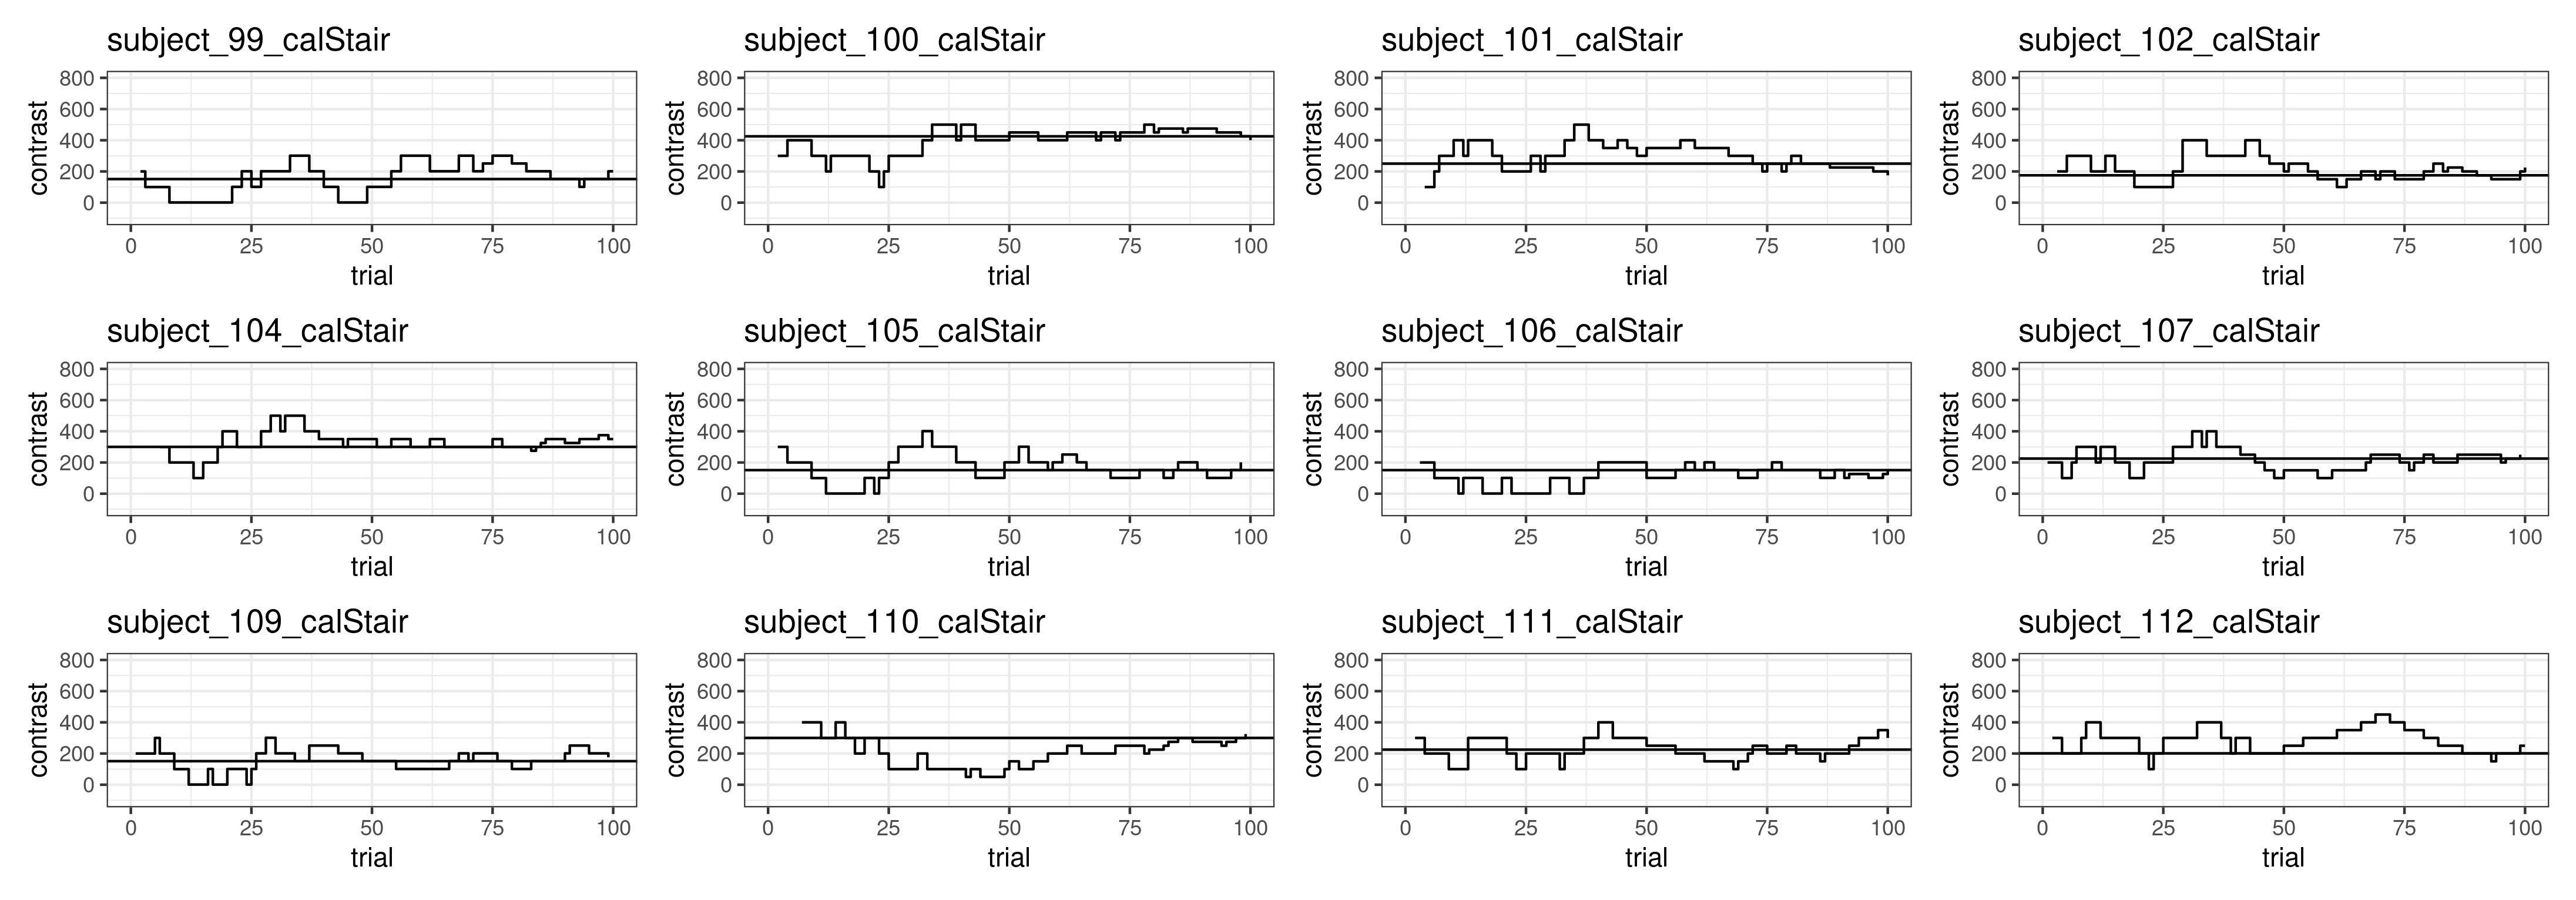 subject_99_calStair
subject_100_calStair
subject_101_calStair
subject_102_calStair
800
600
400
200
0
contrast
0 25 50 75 100
trial
800
600
400
200
0
contrast
0 25 50 75 100
trial
800
600
400
200
0
contrast
0 25 50 75 100
trial
800
600
400
200
0
contrast
0 25 50 75 100
trial
subject_104_calStair
subject_105_calStair
subject_106_calStair
subject_107_calStair
800
600
400
200
0
contrast
0 25 50 75 100
trial
800
600
400
200
0
contrast
0 25 50 75 100
trial
800
600
400
200
0
contrast
0 25 50 75 100
trial
800
600
400
200
0
contrast
0 25 50 75 100
trial
subject_109_calStair
subject_110_calStair
subject_111_calStair
subject_112_calStair
800
600
400
200
0
contrast
0 25 50 75 100
trial
800
600
400
200
0
contrast
0 25 50 75 100
trial
800
600
400
200
0
contrast
0 25 50 75 100
trial
800
600
400
200
0
contrast
0 25 50 75 100
trial